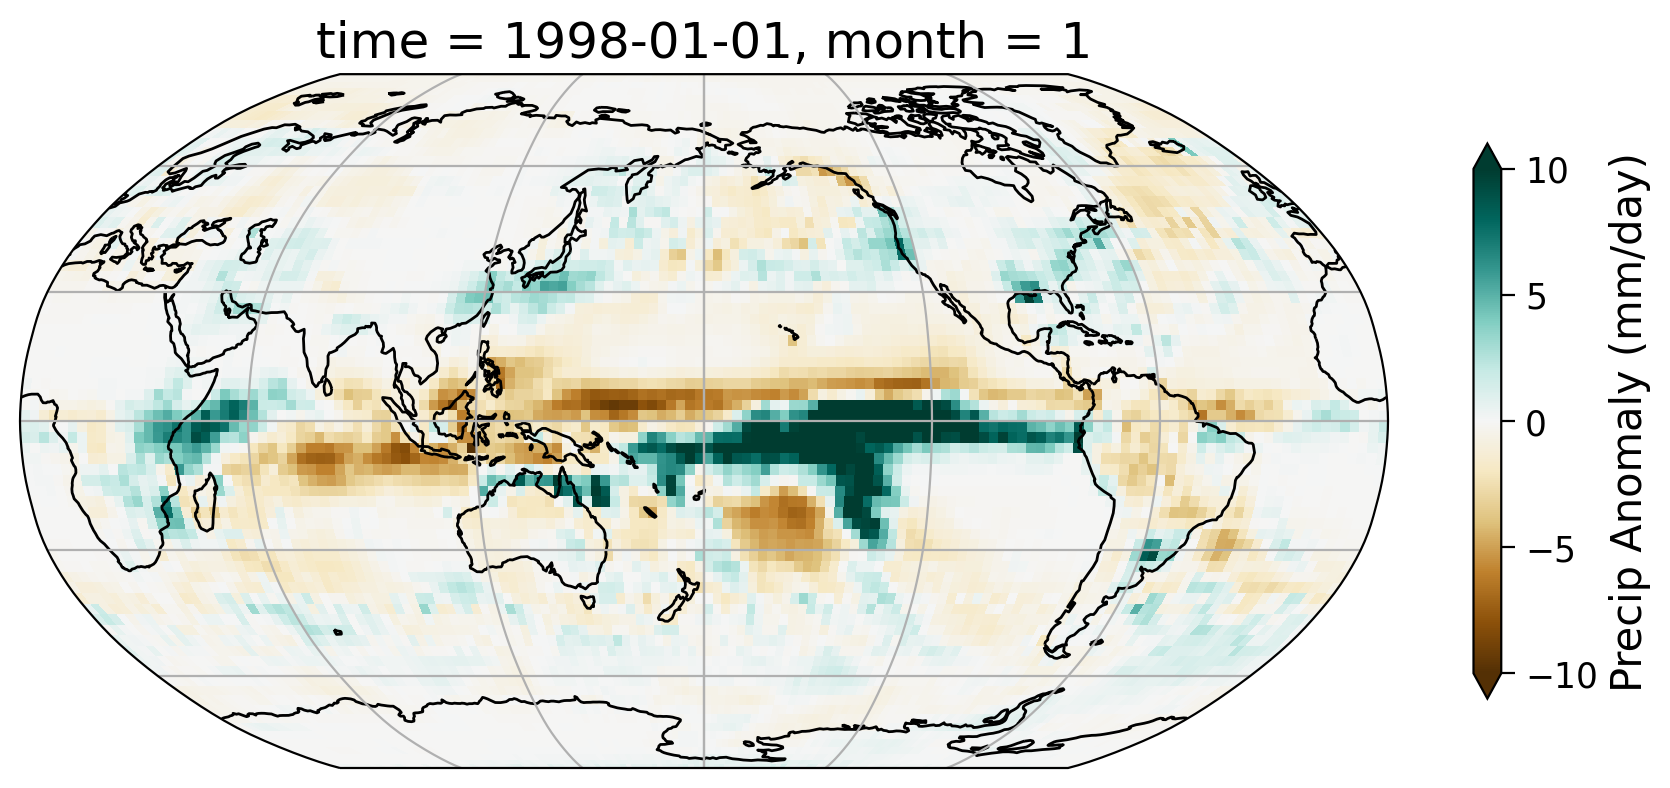 time = 1998-01-01, month = 1
10
5
0
−5
−10
Precip Anomaly (mm/day)